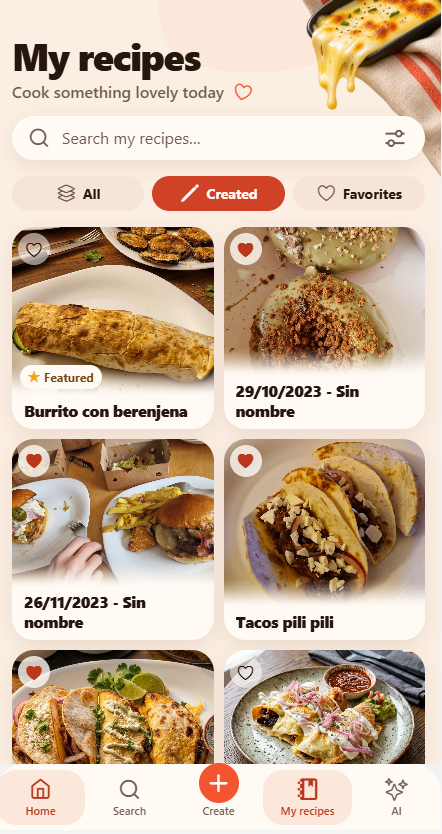 My recipes
Cook something lovely today
Search my recipes...
All
Created
Favorites
Featured
Burrito con berenjena
29/10/2023 - Sin
nombre
26/11/2023 - Sin
nombre
Tacos pili pili
Home
Search
Create
My recipes
AI